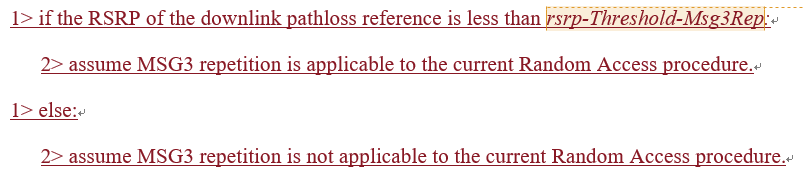 1> if the RSRP of the downlink pathloss reference is less than rsrp-Threshold-Msg3Rep:
2> assume MSG3 repetition is applicable to the current Random Access procedure.
1> else:
2> assume MSG3 repetition is not applicable to the current Random Access procedure.